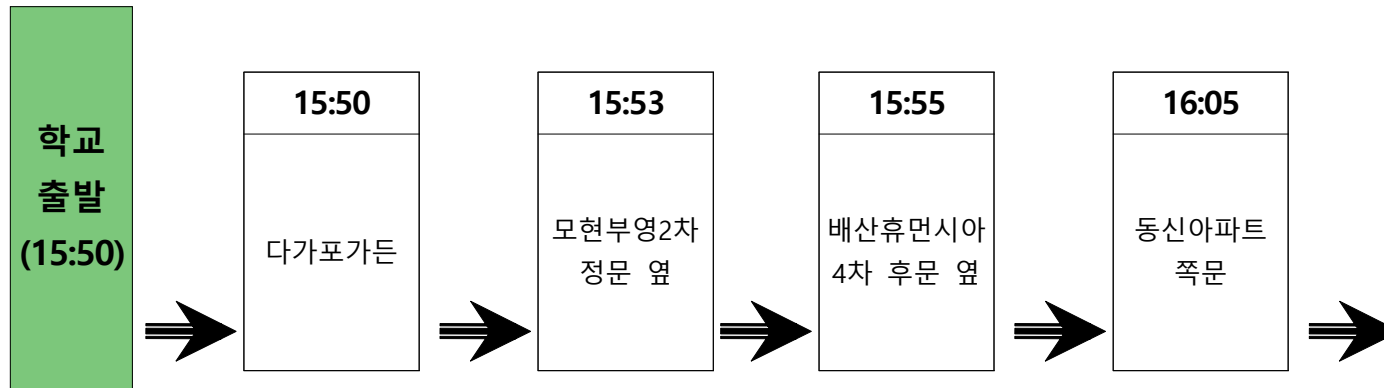 학교
출발
(15:50)
15:50
다가포가든
15:53
모현부영2차
정문 옆
15:55
배산휴먼시아
4차 후문 옆
16:05
동신아파트
쪽문